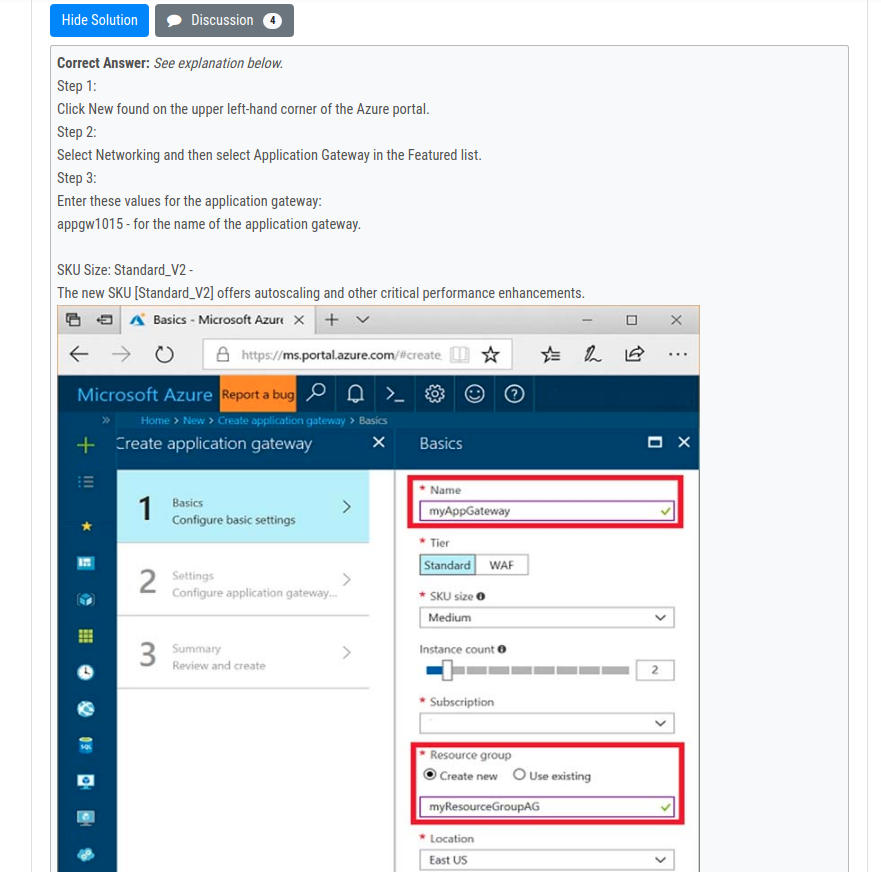 Hide Solution
Discussion 4
Correct Answer: See explanation below.
Step 1:
Click New found on the upper left-hand corner of the Azure portal.
Step 2:
Select Networking and then select Application Gateway in the Featured list.
Step 3:
Enter these values for the application gateway:
appgw1015 - for the name of the application gateway.
SKU Size: Standard_V2 -
The new SKU [Standard_V2] offers autoscaling and other critical performance enhancements.
Basics - Microsoft Azure
https://ms.portal.azure.com/#create
Microsoft Azure Report a bug
Home > New > Create application gateway > Basics
Create application gateway
Basics
1 Basics
Configure basic settings
2 Settings
Configure application gateway...
3 Summary
Review and create
* Name
myAppGateway
* Tier
Standard WAF
* SKU size
Medium
Instance count
2
* Subscription
* Resource group
Create new Use existing
myResourceGroupAG
* Location
East US
SQL